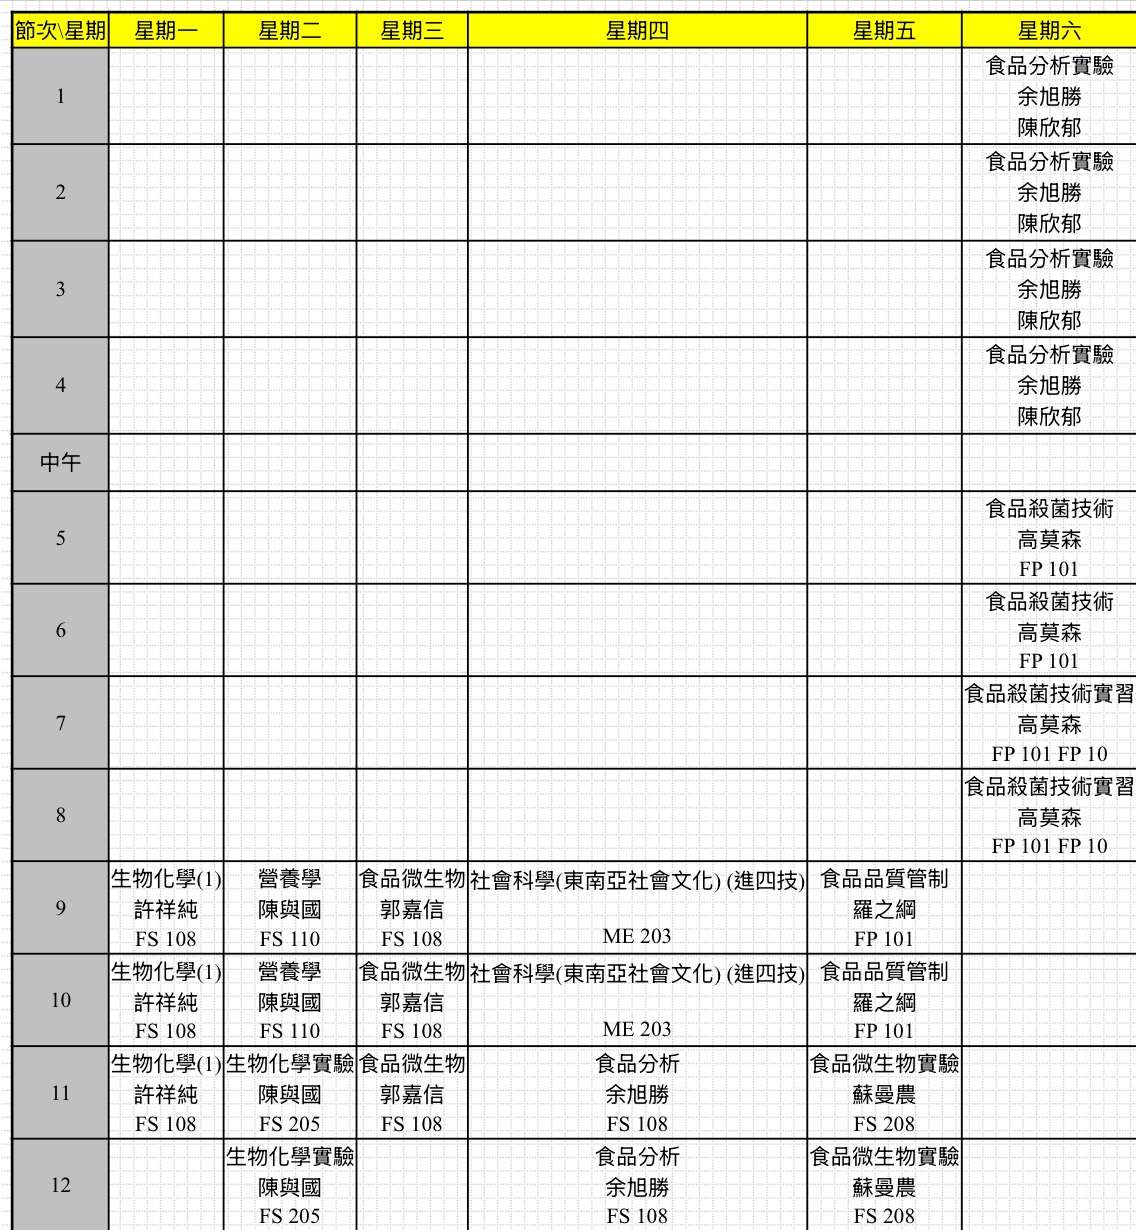 節次\星期 星期一 星期二 星期三 星期四 星期五 星期六
1
食品分析實驗
余旭勝
陳欣郁
2
食品分析實驗
余旭勝
陳欣郁
3
食品分析實驗
余旭勝
陳欣郁
4
食品分析實驗
余旭勝
陳欣郁
中午
5
食品殺菌技術
高莫森
FP 101
6
食品殺菌技術
高莫森
FP 101
7
食品殺菌技術實習
高莫森
FP 101 FP 10
8
食品殺菌技術實習
高莫森
FP 101 FP 10
9
生物化學(1)
許祥純
FS 108
營養學
陳與國
FS 110
食品微生物
郭嘉信
FS 108
社會科學(東南亞社會文化) (進四技)
ME 203
食品品質管制
羅之綱
FP 101
10
生物化學(1)
許祥純
FS 108
營養學
陳與國
FS 110
食品微生物
郭嘉信
FS 108
社會科學(東南亞社會文化) (進四技)
ME 203
食品品質管制
羅之綱
FP 101
11
生物化學(1)
許祥純
FS 108
生物化學實驗
陳與國
FS 205
食品微生物
郭嘉信
FS 108
食品分析
余旭勝
FS 108
食品微生物實驗
蘇曼農
FS 208
12
生物化學實驗
陳與國
FS 205
食品分析
余旭勝
FS 108
食品微生物實驗
蘇曼農
FS 208